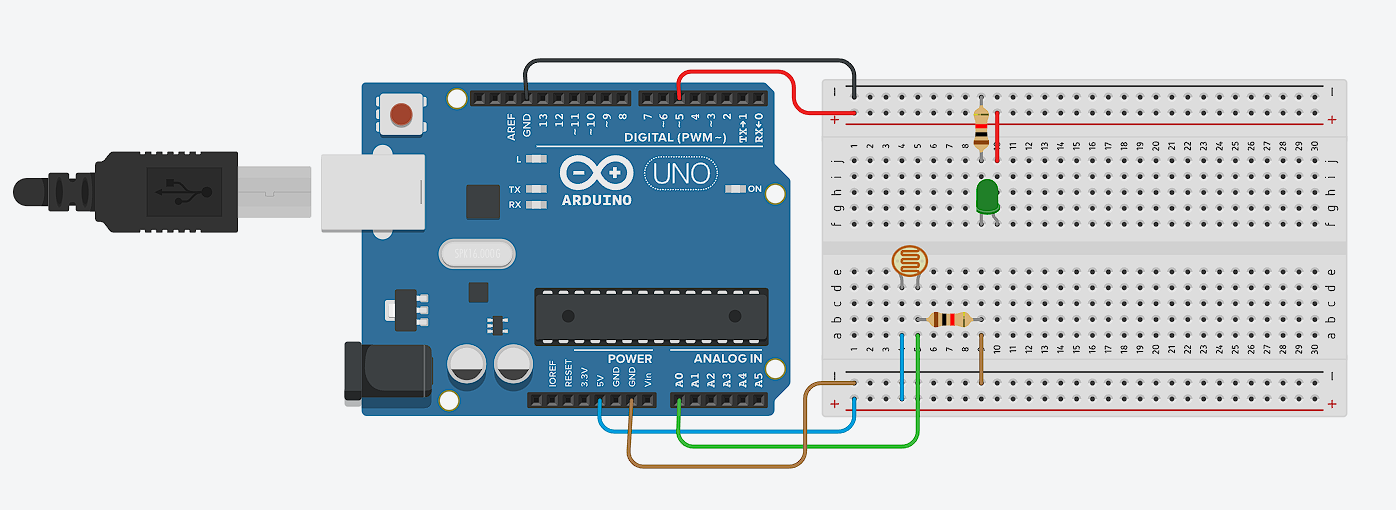 AREF
GND
13
12
~11
~10
~9
8
7
~6
~5
4
~3
2
TX→1
RX←0
DIGITAL (PWM~)
L
TX
RX
UNO
ARDUINO
ON
POWER
ANALOG IN
IOREF
RESET
3.3V
5V
GND
GND
Vin
A0
A1
A2
A3
A4
A5
− −
+ +
1 2 3 4 5 6 7 8 9 10 11 12 13 14 15 16 17 18 19 20 21 22 23 24 25 26 27 28 29 30
j j
i i
h h
g g
f f
e e
d d
c c
b b
a a
1 2 3 4 5 6 7 8 9 10 11 12 13 14 15 16 17 18 19 20 21 22 23 24 25 26 27 28 29 30
− −
+ +